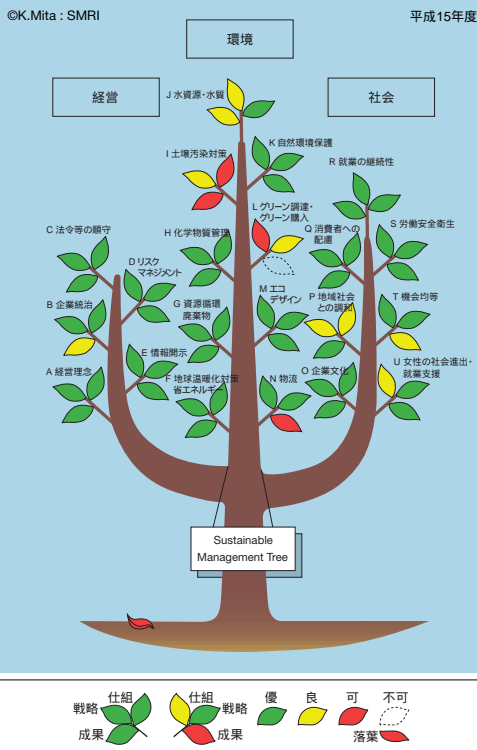 ©K.Mita : SMRI
平成15年度
環境
経営
社会
J 水資源・水質
K 自然環境保護
I 土壌汚染対策
R 就業の継続性
L グリーン調達・
グリーン購入
C 法令等の順守
H 化学物質管理
Q 消費者への
配慮
S 労働安全衛生
D リスク
マネジメント
M エコ
デザイン
B 企業統治
G 資源循環
廃棄物
P 地域社会
との調和
T 機会均等
E 情報開示
A 経営理念
F 地球温暖化対策
省エネルギー
N 物流
O 企業文化
U 女性の社会進出・
就業支援
Sustainable
Management Tree
仕組
戦略
成果
仕組
戦略
成果
優
良
可
不可
落葉